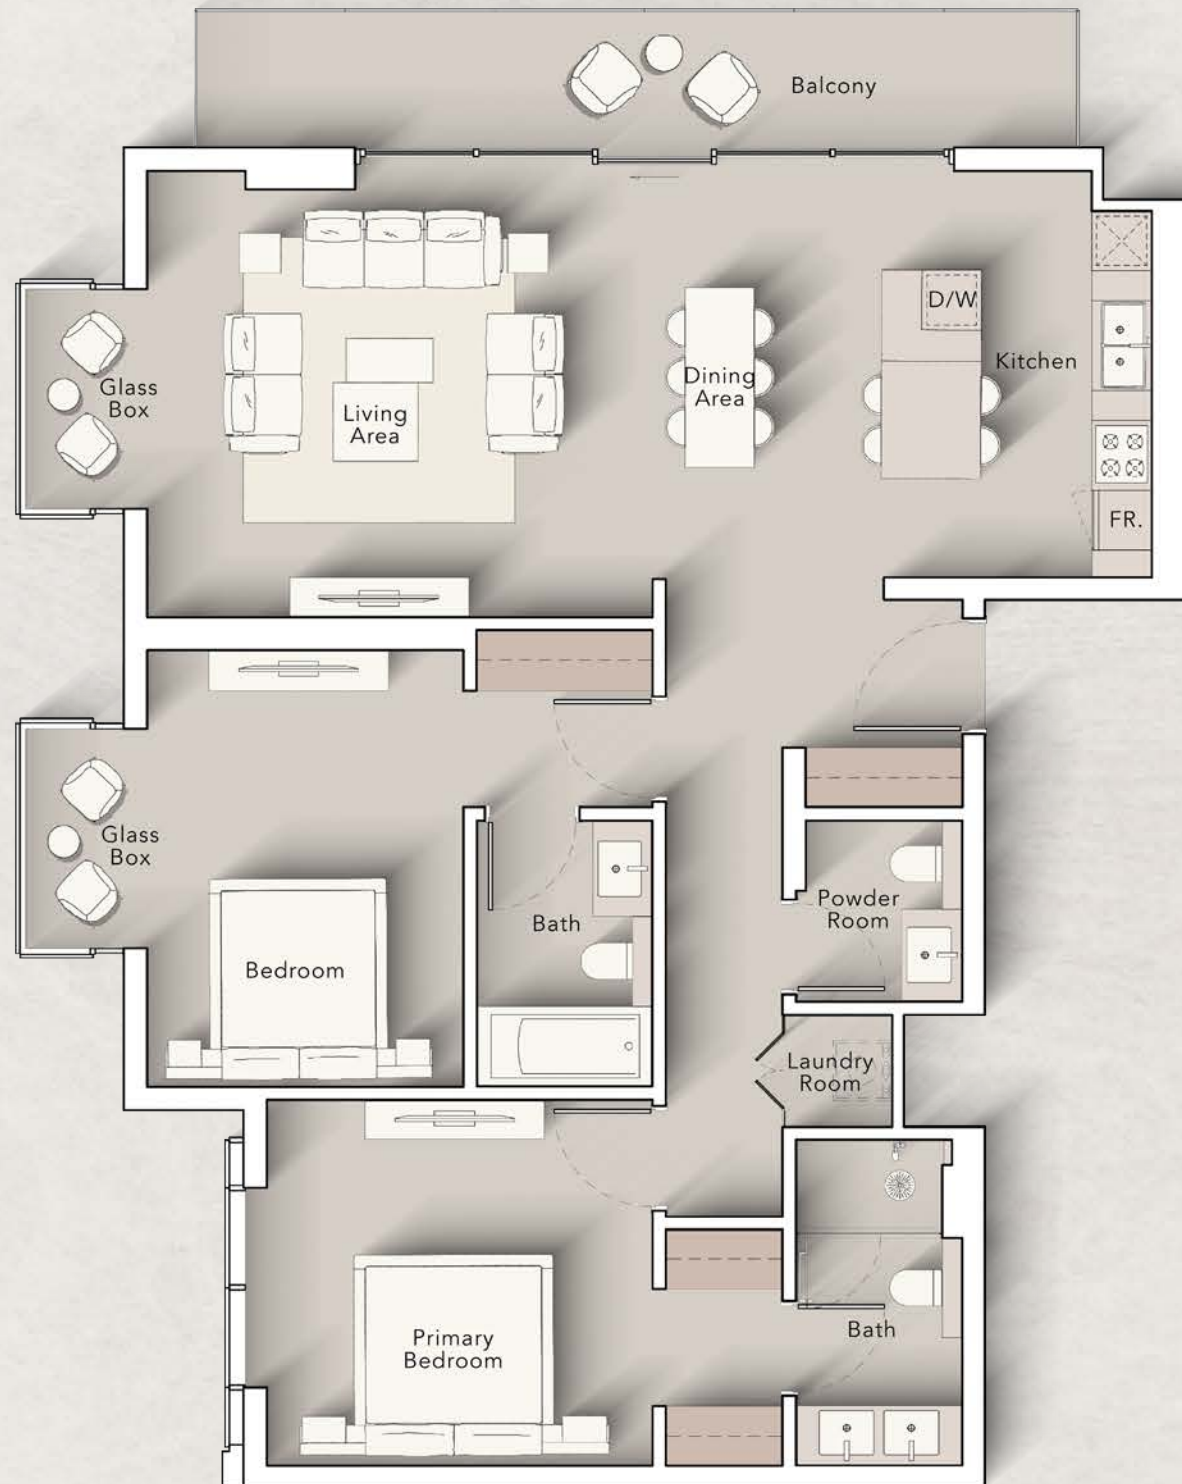 Balcony
D/W
Kitchen
Glass
Box
Dining
Area
Living
Area
FR.
Glass
Box
Powder
Room
Bath
Bedroom
Laundry
Room
Bath
Primary
Bedroom